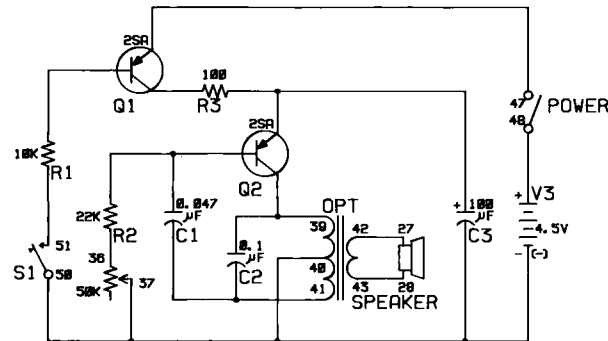 2SA
Q1
100
R3
47
48
POWER
2SA
Q2
10K
R1
22K
R2
0.047
µF
C1
0.1
µF
C2
OPT
39
40
41
42
43
27
28
SPEAKER
+ 100
µF
C3
+ V3
4.5V
- (-)
51
S1
50
36
50K
37